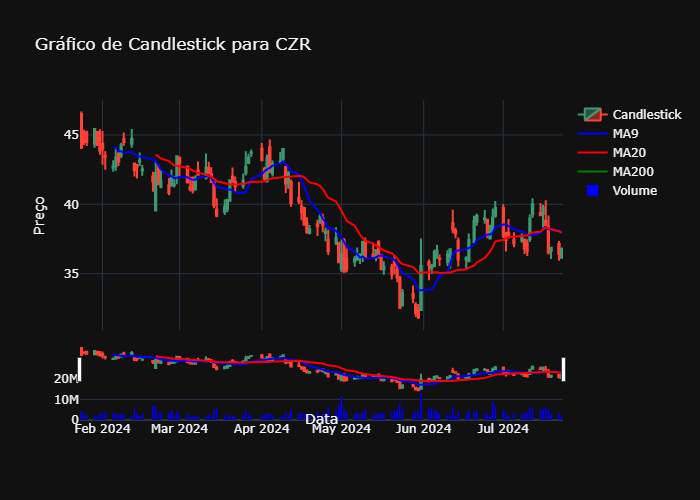 Gráfico de Candlestick para CZR
Candlestick
MA9
MA20
MA200
Volume
Preço
45
40
35
20M
10M
0
Data
Feb 2024
Mar 2024
Apr 2024
May 2024
Jun 2024
Jul 2024